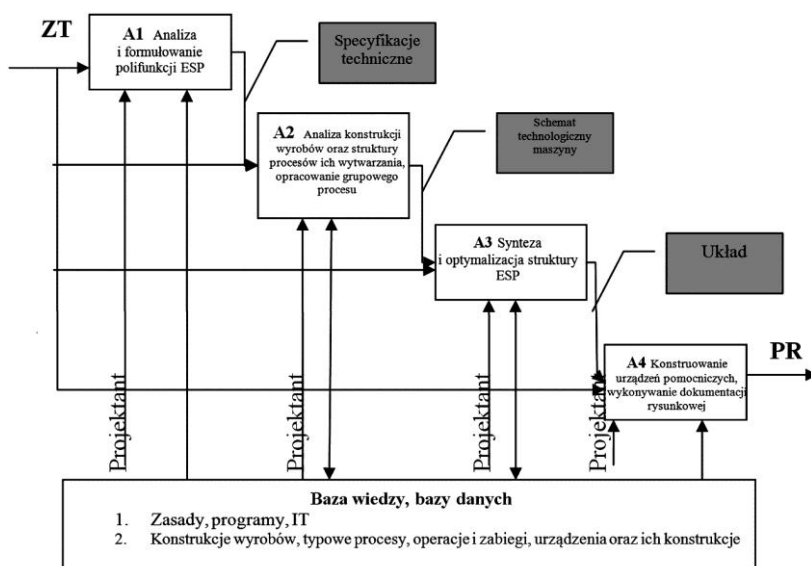 ZT
A1 Analiza
i formułowanie
polifunkcji ESP
Specyfikacje
techniczne
A2 Analiza konstrukcji
wyrobów oraz struktury
procesów ich wytwarzania,
opracowanie grupowego
procesu
Schemat
technologiczny
maszyny
A3 Synteza
i optymalizacja struktury
ESP
Układ
A4 Konstruowanie
urządzeń pomocniczych,
wykonywanie dokumentacji
rysunkowej
PR
Projektant
Projektant
Projektant
Projektant
Baza wiedzy, bazy danych
1. Zasady, programy, IT
2. Konstrukcje wyrobów, typowe procesy, operacje i zabiegi, urządzenia oraz ich konstrukcje